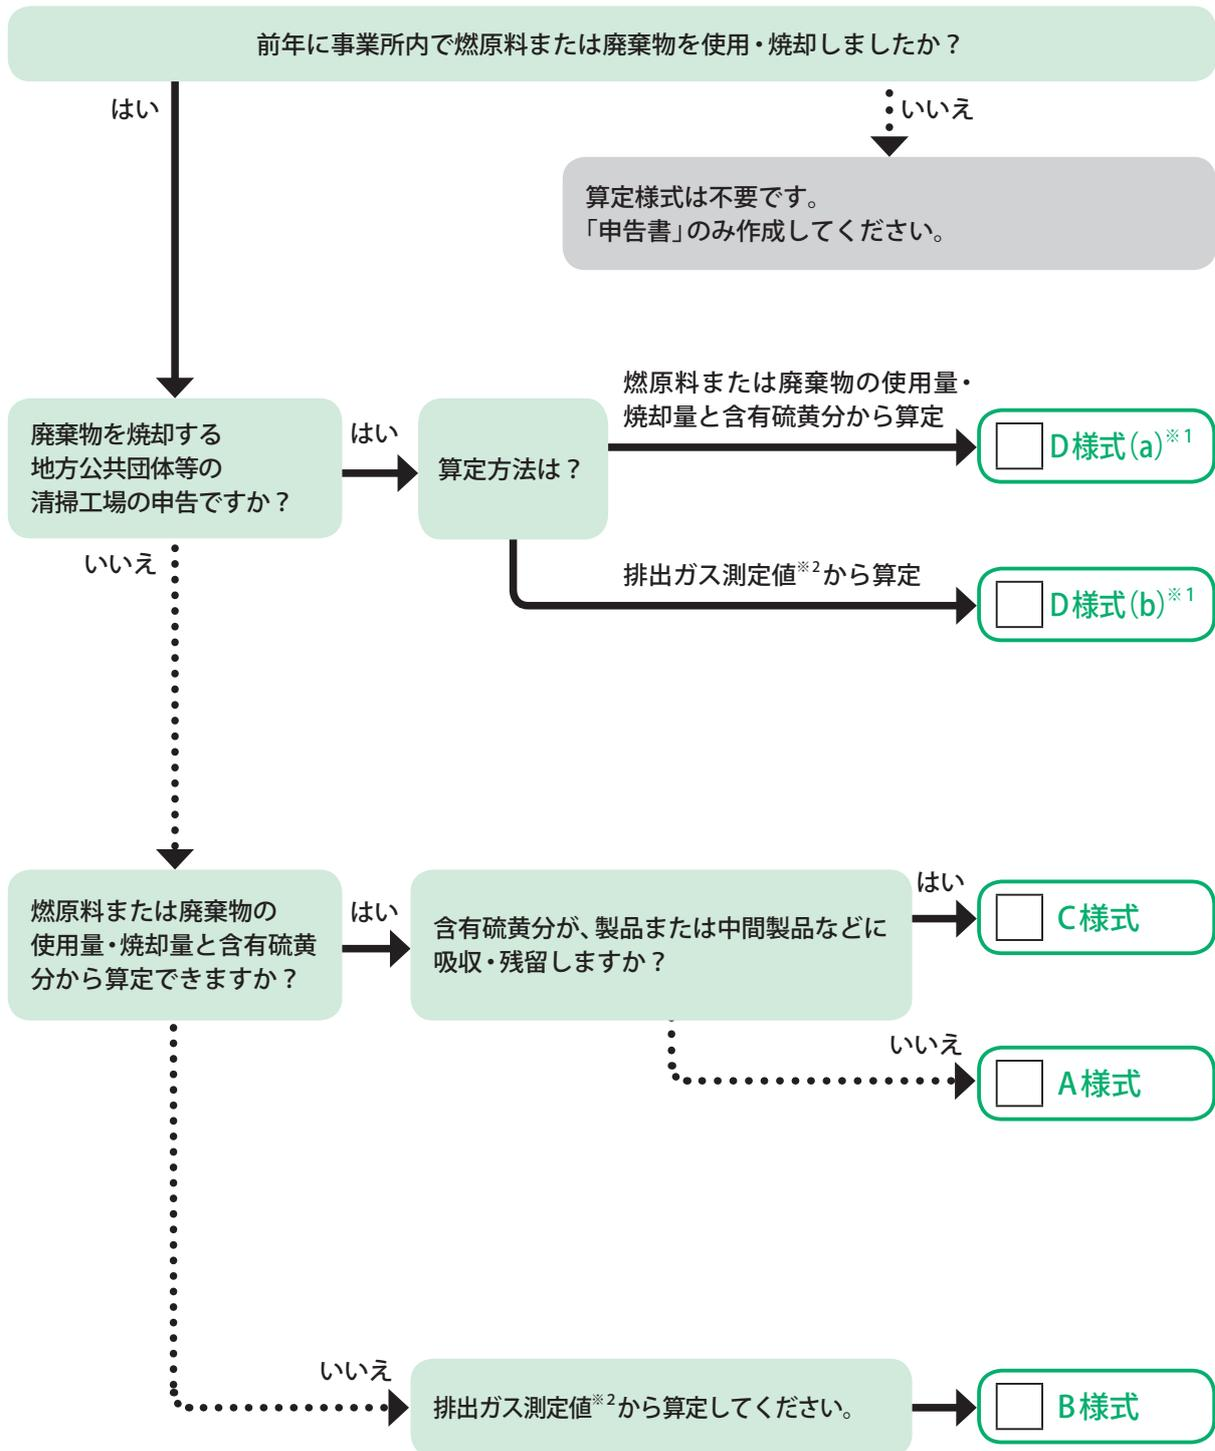 前年に事業所内で燃原料または廃棄物を使用・焼却しましたか？
はい
いいえ
算定様式は不要です。
「申告書」のみ作成してください。
廃棄物を焼却する
地方公共団体等の
清掃工場の申告ですか？
はい
算定方法は？
燃原料または廃棄物の使用量・
焼却量と含有硫黄分から算定
D様式（a）※1
いいえ
排出ガス測定値※2から算定
D様式（b）※1
燃原料または廃棄物の
使用量・焼却量と含有硫黄
分から算定できますか？
はい
含有硫黄分が、製品または中間製品などに
吸収・残留しますか？
はい
C様式
いいえ
A様式
いいえ
排出ガス測定値※2から算定してください。
B様式